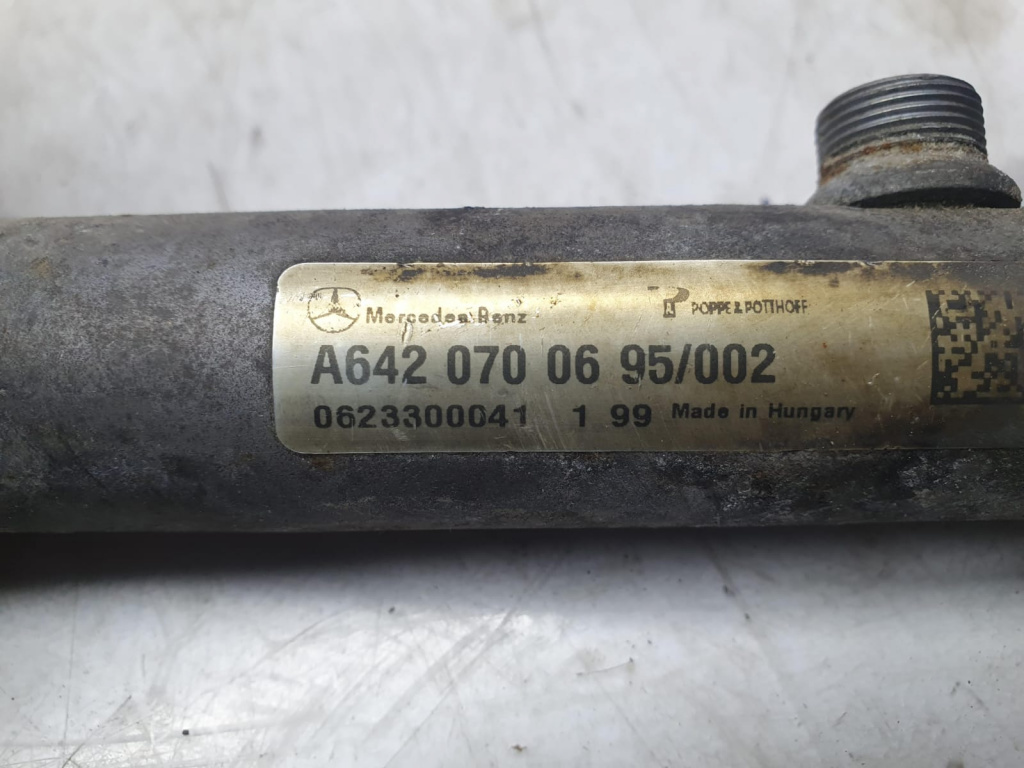 Mercedes-Benz
POPPE & POTTHOFF
A642 070 06 95/002
0623300041 1 99 Made in Hungary